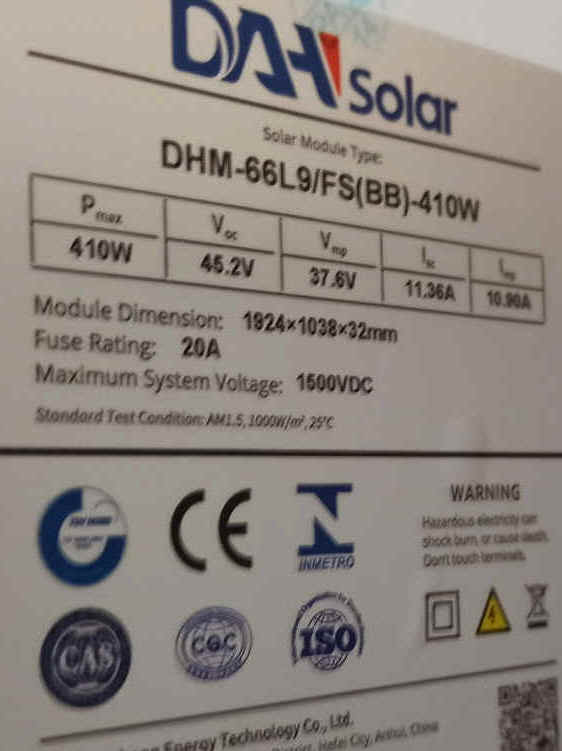 DAH Solar
Solar Module Type:
DHM-66L9/FS(BB)-410W
Pmax Voc Vmp Isc Imp
410W 45.2V 37.6V 11.36A 10.90A
Module Dimension: 1924×1038×32mm
Fuse Rating: 20A
Maximum System Voltage: 1500VDC
Standard Test Condition: AM1.5, 1000W/m², 25°C
WARNING
Hazardous electricity can
shock burn, or cause death.
Don't touch terminals.
CE
INMETRO
CAS
CGC
ISO
Energy Technology Co., Ltd.
Hefei City, Anhui, China